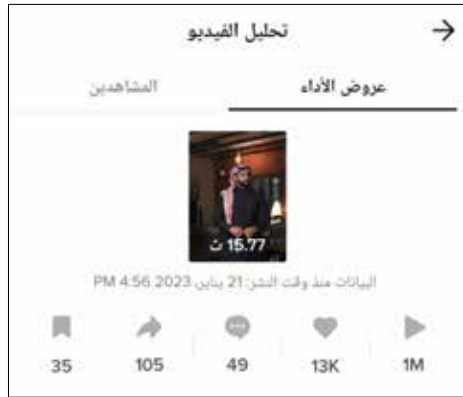 تحليل الفيديو
عروض الأداء المشاهدين
15.77 ث
البيانات منذ وقت النشر: 21 يناير، 2023 4:56 PM
1M 13K 49 105 35